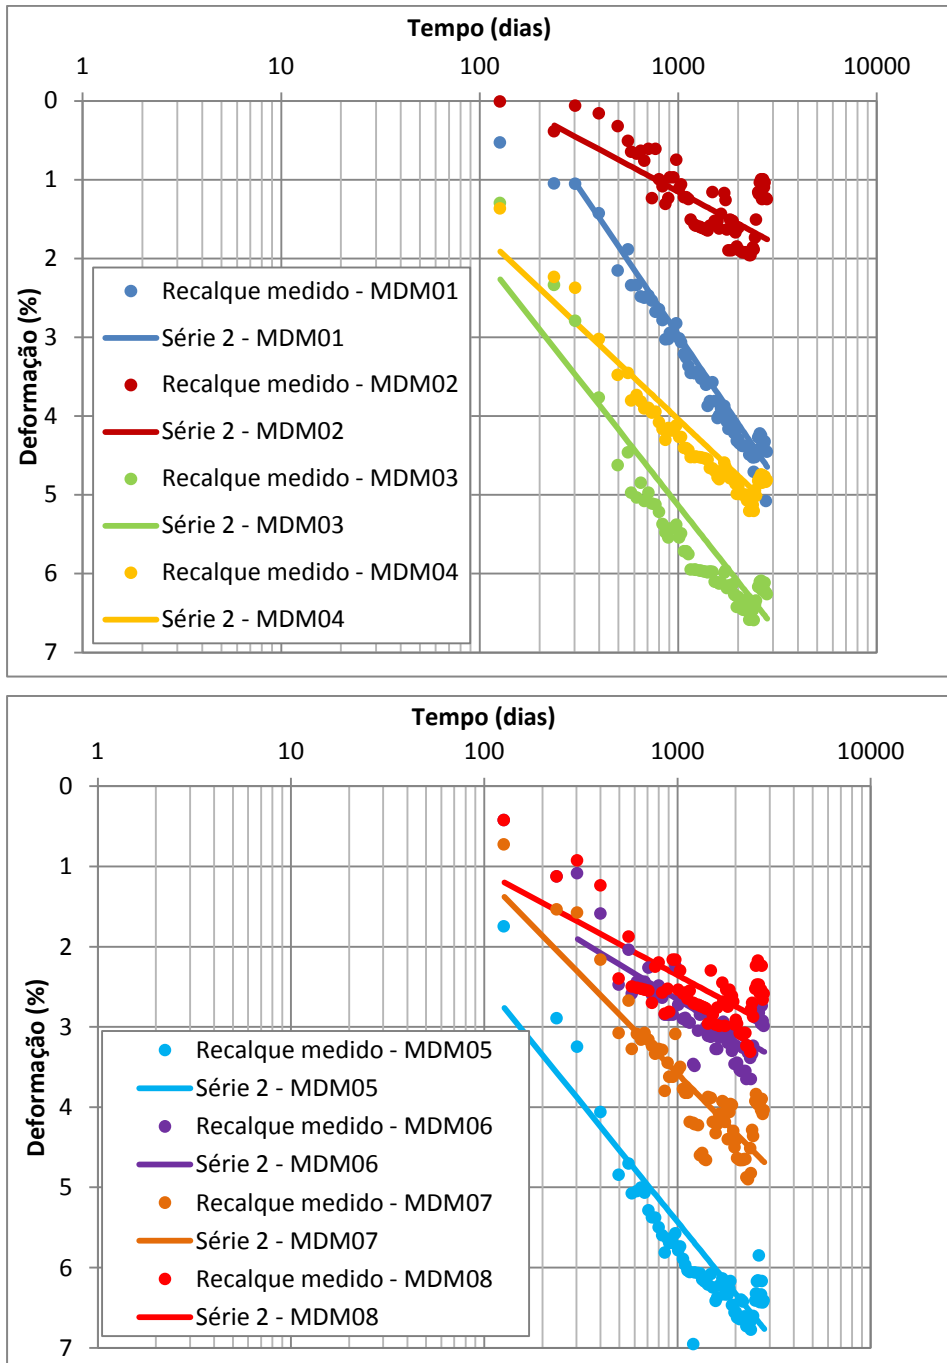 Tempo (dias)
1 10 100 1000 10000
0
1
2
3
4
5
6
7
Deformação (%)
Recalque medido - MDM01
Série 2 - MDM01
Recalque medido - MDM02
Série 2 - MDM02
Recalque medido - MDM03
Série 2 - MDM03
Recalque medido - MDM04
Série 2 - MDM04
Tempo (dias)
1 10 100 1000 10000
0
1
2
3
4
5
6
7
Deformação (%)
Recalque medido - MDM05
Série 2 - MDM05
Recalque medido - MDM06
Série 2 - MDM06
Recalque medido - MDM07
Série 2 - MDM07
Recalque medido - MDM08
Série 2 - MDM08